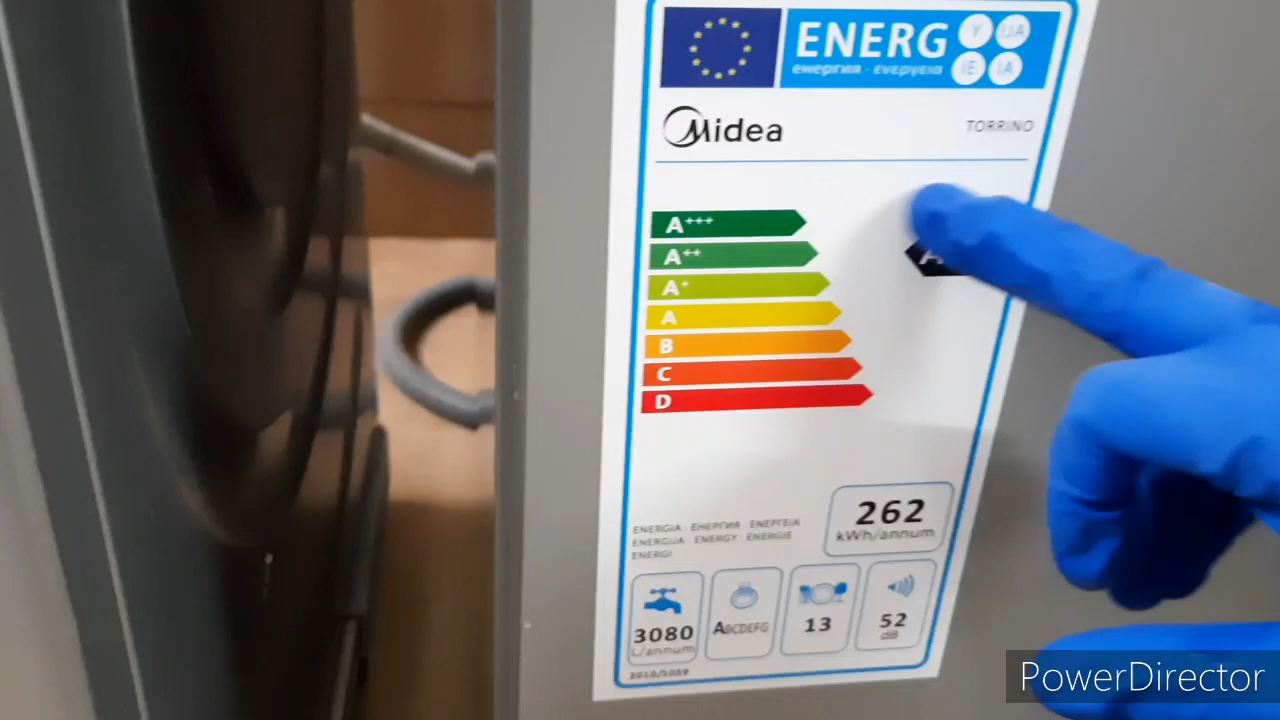 ENERG Y IJA
енергия · ενεργεια IE IA
Midea TORRINO
A+++
A++
A+
A
B
C
D
262
kWh/annum
ENERGIA · ЕНЕРГИЯ · ΕΝΕΡΓΕΙΑ
ENERGIJA · ENERGY · ENERGIE
ENERGI
3080
L/annum
ABCDEFG
13
52
dB
2010/1059
PowerDirector